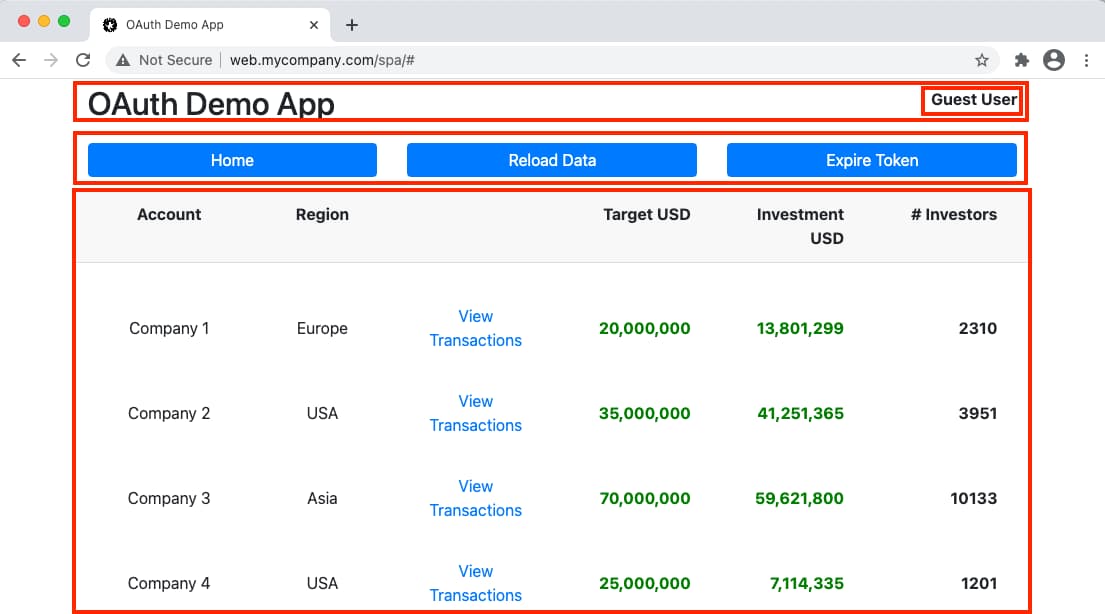 OAuth Demo App
Not Secure web.mycompany.com/spa/#
OAuth Demo App
Guest User
Home Reload Data Expire Token
Account Region Target USD Investment # Investors
USD
View
Company 1 Europe 20,000,000 13,801,299 2310
Transactions
View
Company 2 USA 35,000,000 41,251,365 3951
Transactions
View
Company 3 Asia 70,000,000 59,621,800 10133
Transactions
View
Company 4 USA 25,000,000 7,114,335 1201
Transactions